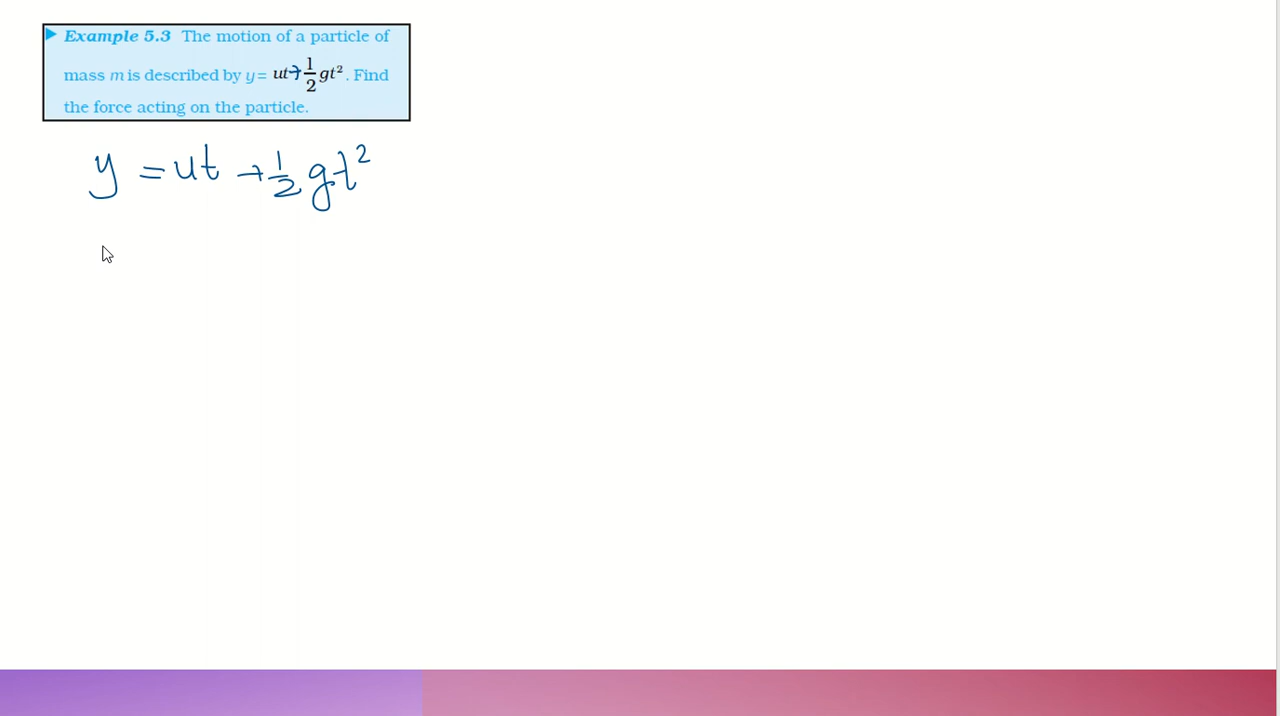 Example 5.3 The motion of a particle of
mass m is described by y = ut + 1/2 gt². Find
the force acting on the particle.
y = ut + 1/2 gt²